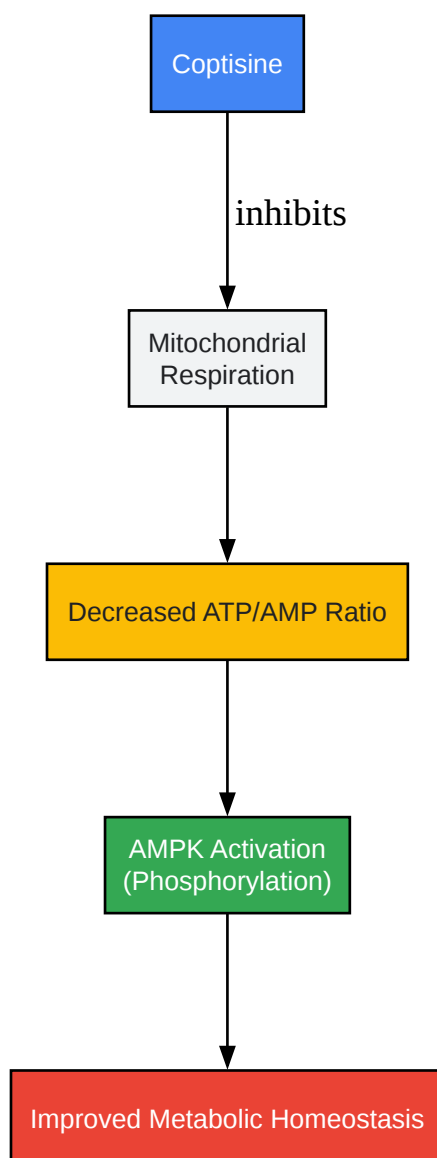 Coptisine
inhibits
Mitochondrial
Respiration
Decreased ATP/AMP Ratio
AMPK Activation
(Phosphorylation)
Improved Metabolic Homeostasis